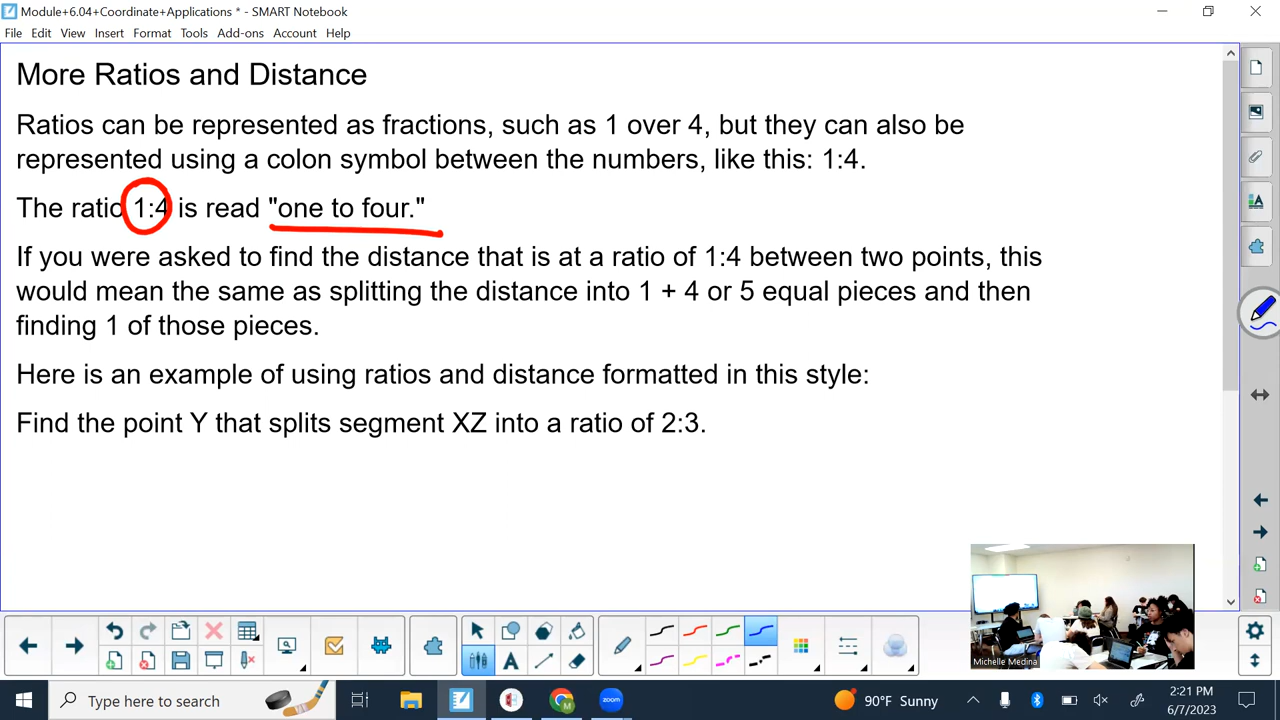 Module+6.04+Coordinate+Applications * - SMART Notebook
File Edit View Insert Format Tools Add-ons Account Help
More Ratios and Distance
Ratios can be represented as fractions, such as 1 over 4, but they can also be
represented using a colon symbol between the numbers, like this: 1:4.
The ratio 1:4 is read "one to four."
If you were asked to find the distance that is at a ratio of 1:4 between two points, this
would mean the same as splitting the distance into 1 + 4 or 5 equal pieces and then
finding 1 of those pieces.
Here is an example of using ratios and distance formatted in this style:
Find the point Y that splits segment XZ into a ratio of 2:3.
Michelle Medina
Type here to search
zoom
90°F Sunny
2:21 PM
6/7/2023